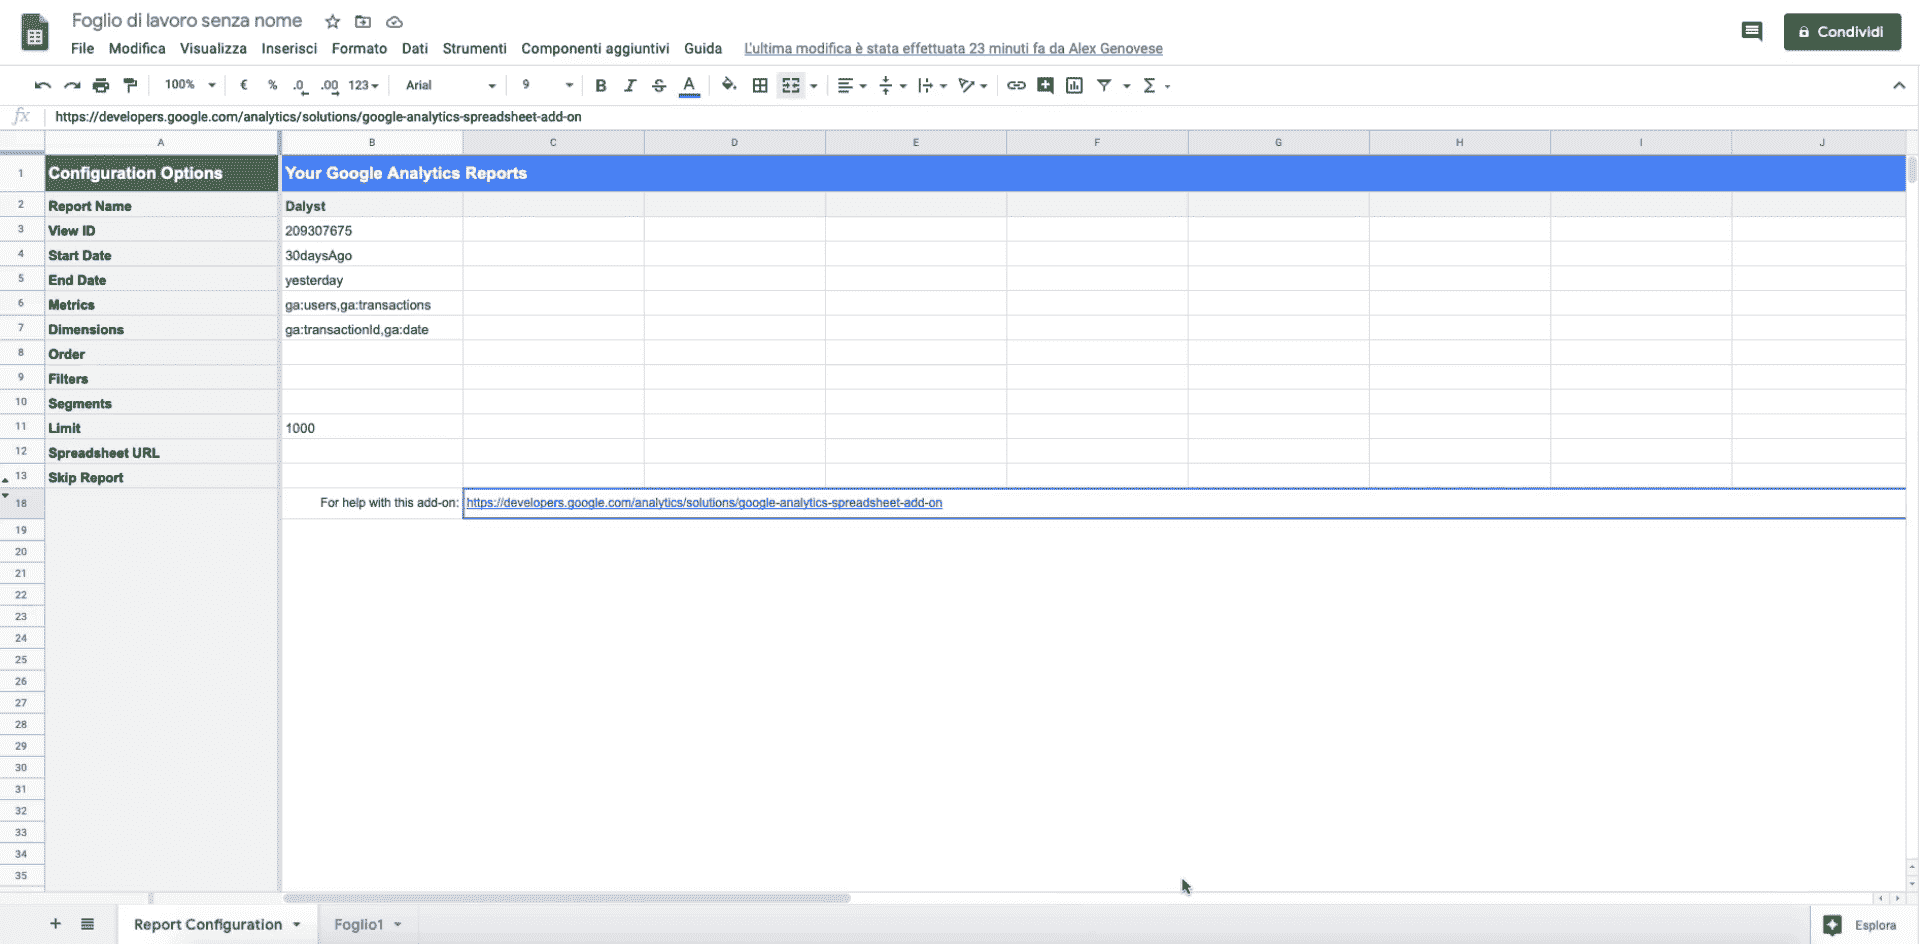 Foglio di lavoro senza nome
File Modifica Visualizza Inserisci Formato Dati Strumenti Componenti aggiuntivi Guida L'ultima modifica è stata effettuata 23 minuti fa da Alex Genovese
Condividi
100% € % .0 .00 123 Arial 9 B I S A Σ
fx https://developers.google.com/analytics/solutions/google-analytics-spreadsheet-add-on
A B C D E F G H I J
1 Configuration Options Your Google Analytics Reports
2 Report Name Dalyst
3 View ID 209307675
4 Start Date 30daysAgo
5 End Date yesterday
6 Metrics ga:users,ga:transactions
7 Dimensions ga:transactionId,ga:date
8 Order
9 Filters
10 Segments
11 Limit 1000
12 Spreadsheet URL
13 Skip Report
18 For help with this add-on: https://developers.google.com/analytics/solutions/google-analytics-spreadsheet-add-on
19
20
21
22
23
24
25
26
27
28
29
30
31
32
33
34
35
Report Configuration Foglio1 Esplora